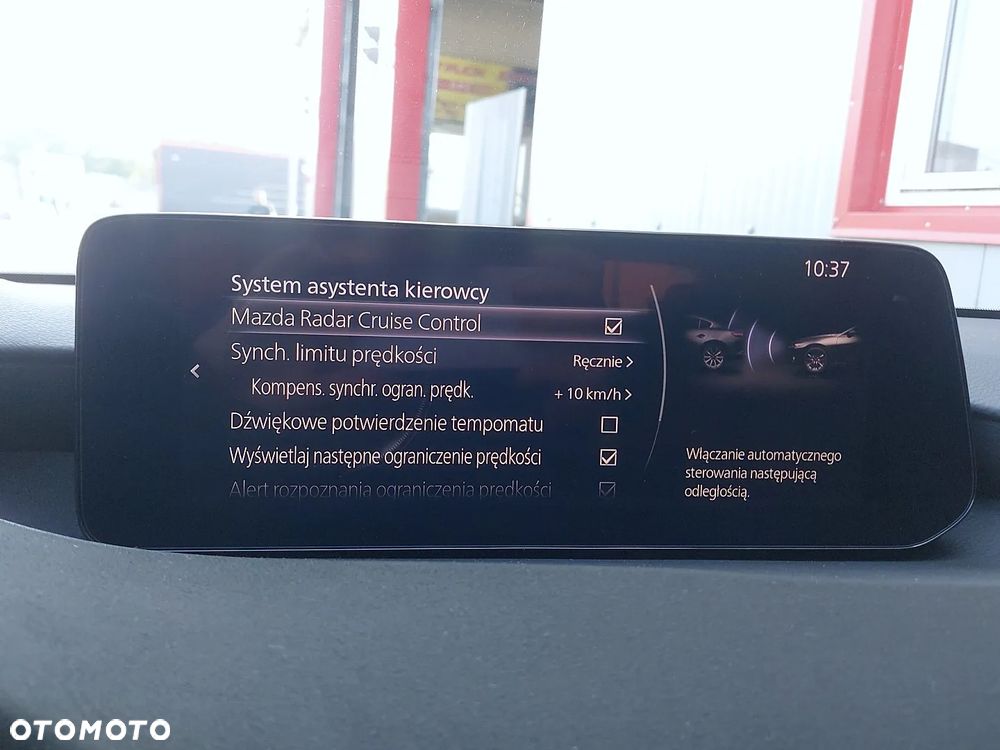 10:37
System asystenta kierowcy
Mazda Radar Cruise Control
Synch. limitu prędkości Ręcznie >
Kompens. synchr. ogran. prędk. + 10 km/h >
Dźwiękowe potwierdzenie tempomatu
Wyświetlaj następne ograniczenie prędkości
Alert rozpoznania ograniczenia prędkości
Włączanie automatycznego
sterowania następującą
odległością.
OTOMOTO